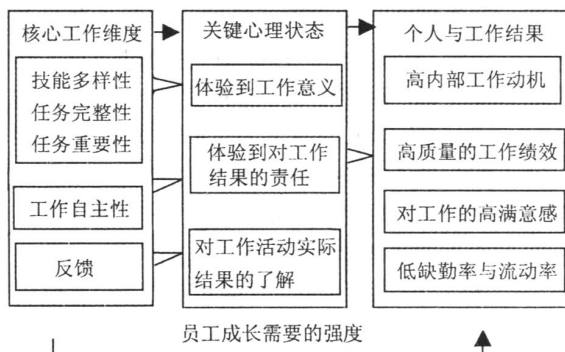 核心工作维度
技能多样性
任务完整性
任务重要性
工作自主性
反馈
关键心理状态
体验到工作意义
体验到对工作
结果的责任
对工作活动实际
结果的了解
个人与工作结果
高内部工作动机
高质量的工作绩效
对工作的高满意感
低缺勤率与流动率
员工成长需要的强度